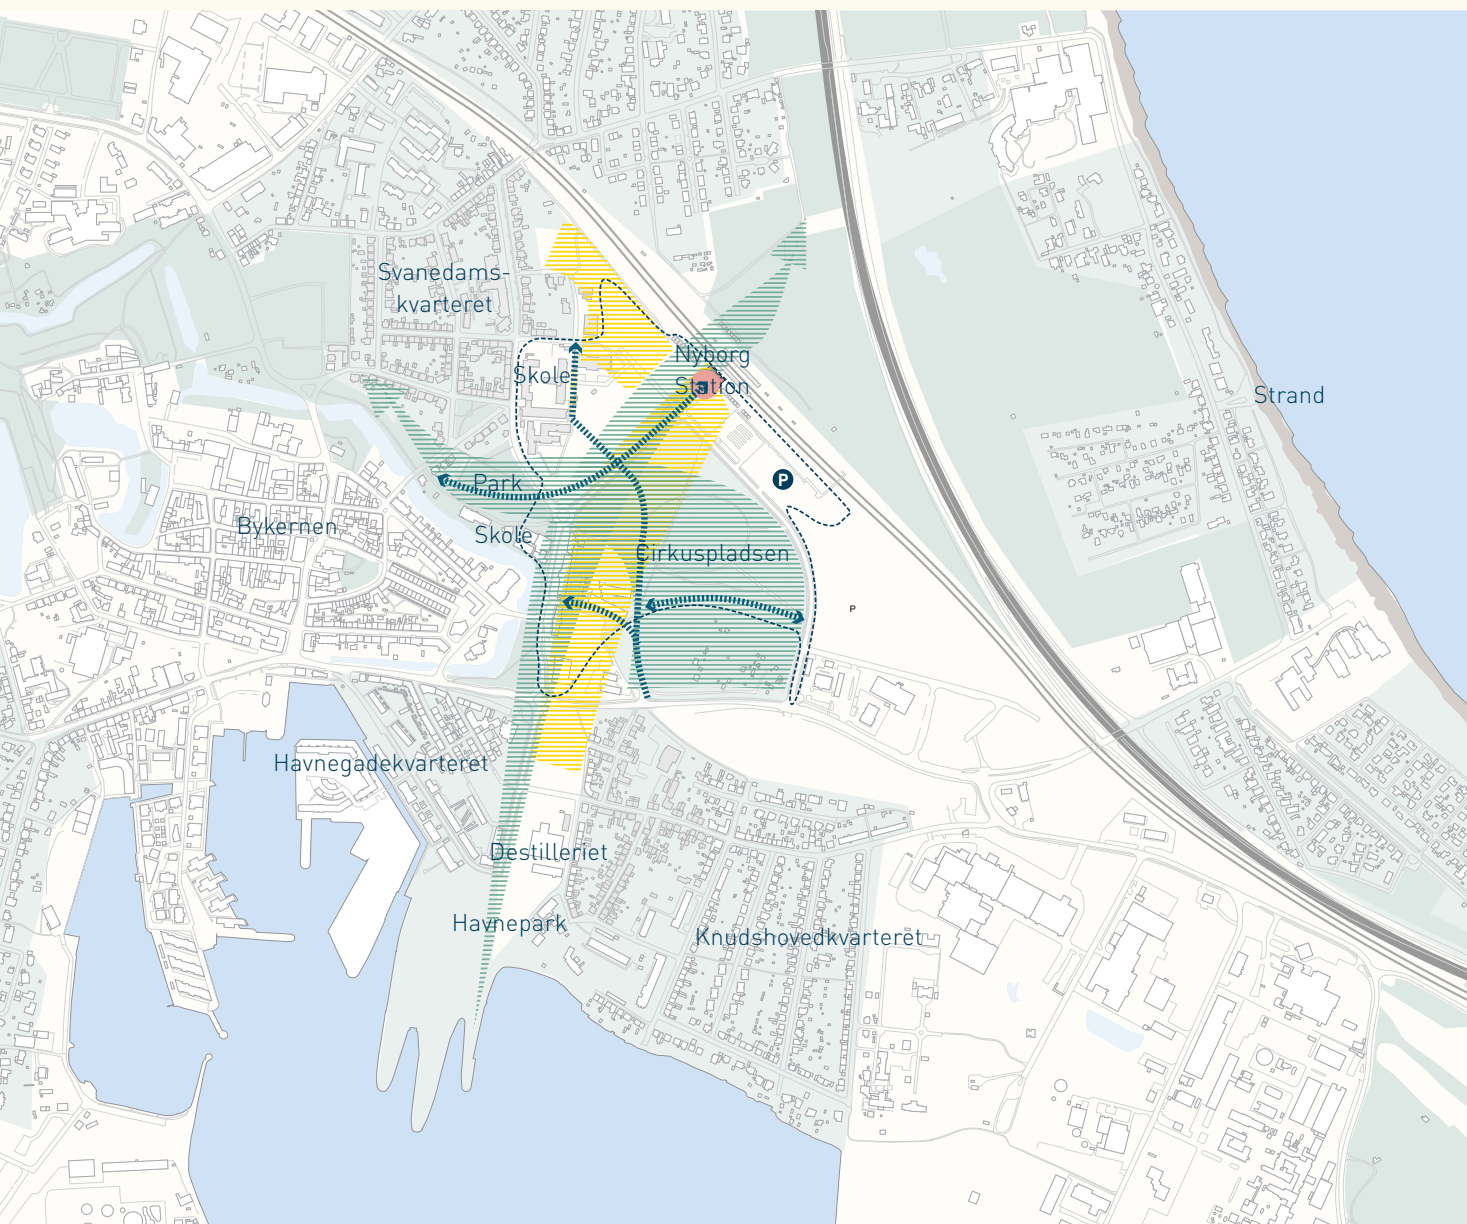 Svanedams-
kvarteret
Nyborg
Station
Skole
Strand
P
Park
Bykernen
Skole
Cirkuspladsen
P
Havnegadekvarteret
Destilleriet
Havnepark
Knudshovedkvarteret